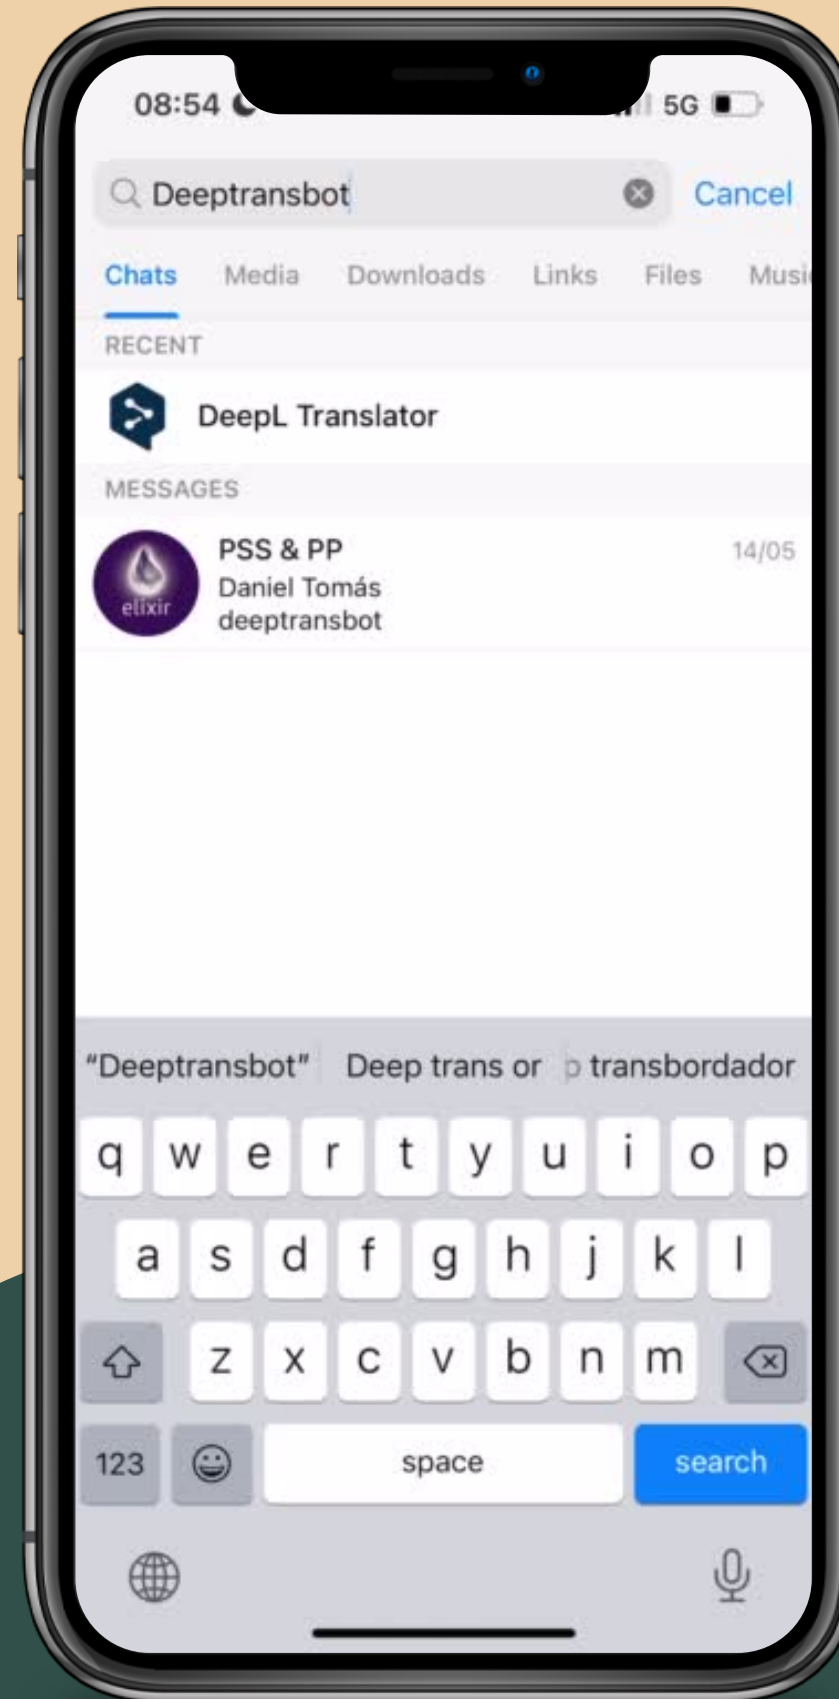 08:54
5G
Deeptransbot
Cancel
Chats
Media
Downloads
Links
Files
RECENT
DeepL Translator
MESSAGES
elixir
PSS & PP
14/05
Daniel Tomás
deeptransbot
"Deeptransbot"
Deep trans or
transbordador
q w e r t y u i o p
a s d f g h j k l
z x c v b n m
123
space
search